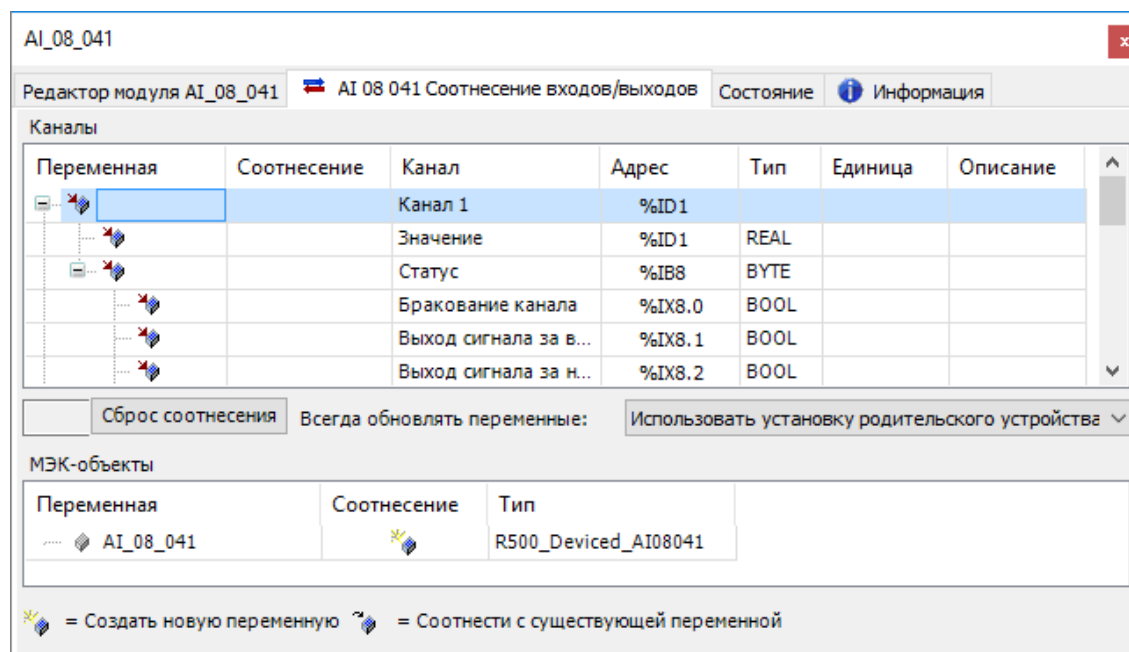 AI_08_041
x
Редактор модуля AI_08_041 AI 08 041 Соотнесение входов/выходов Состояние i Информация
Каналы
Переменная Соотнесение Канал Адрес Тип Единица Описание
Канал 1 %ID1
Значение %ID1 REAL
Статус %IB8 BYTE
Бракование канала %IX8.0 BOOL
Выход сигнала за в... %IX8.1 BOOL
Выход сигнала за н... %IX8.2 BOOL
Сброс соотнесения Всегда обновлять переменные: Использовать установку родительского устройства
МЭК-объекты
Переменная Соотнесение Тип
AI_08_041 R500_Deviced_AI08041
= Создать новую переменную = Соотнести с существующей переменной